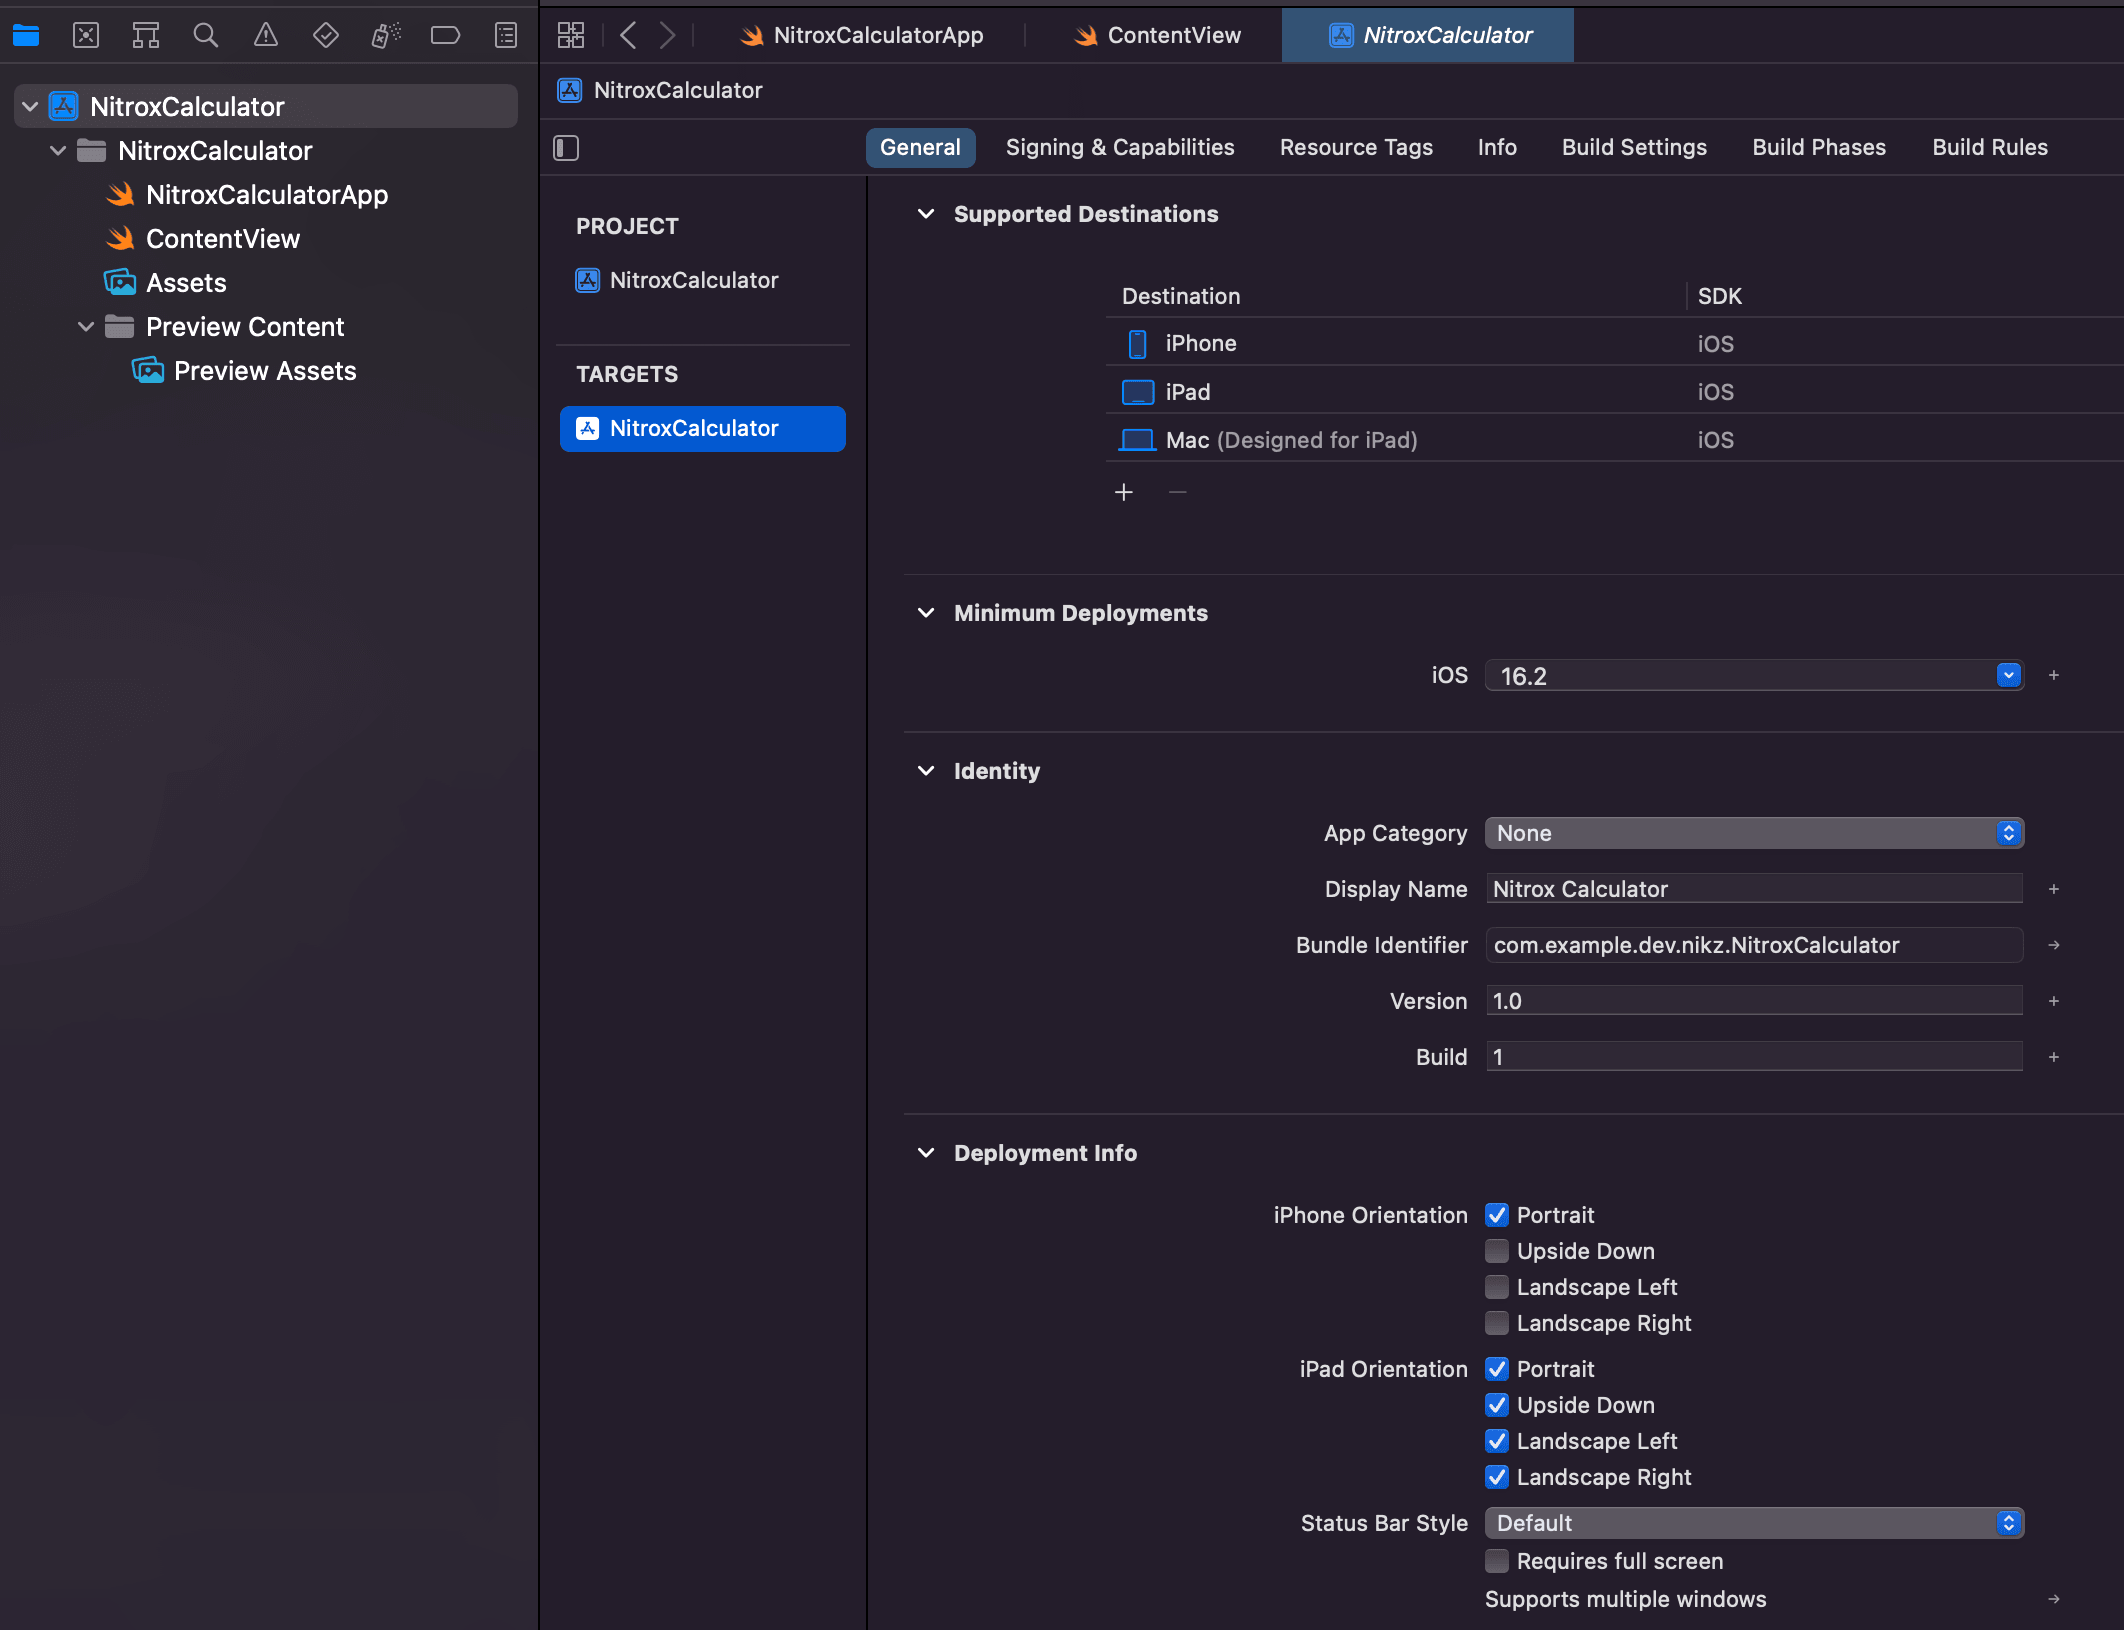 NitroxCalculatorApp
ContentView
NitroxCalculator
NitroxCalculator
NitroxCalculator
NitroxCalculator
NitroxCalculatorApp
ContentView
Assets
Preview Content
Preview Assets
General
Signing & Capabilities
Resource Tags
Info
Build Settings
Build Phases
Build Rules
PROJECT
NitroxCalculator
TARGETS
NitroxCalculator
Supported Destinations
Destination SDK
iPhone iOS
iPad iOS
Mac (Designed for iPad) iOS
Minimum Deployments
iOS 16.2
Identity
App Category None
Display Name Nitrox Calculator
Bundle Identifier com.example.dev.nikz.NitroxCalculator
Version 1.0
Build 1
Deployment Info
iPhone Orientation Portrait
Upside Down
Landscape Left
Landscape Right
iPad Orientation Portrait
Upside Down
Landscape Left
Landscape Right
Status Bar Style Default
Requires full screen
Supports multiple windows